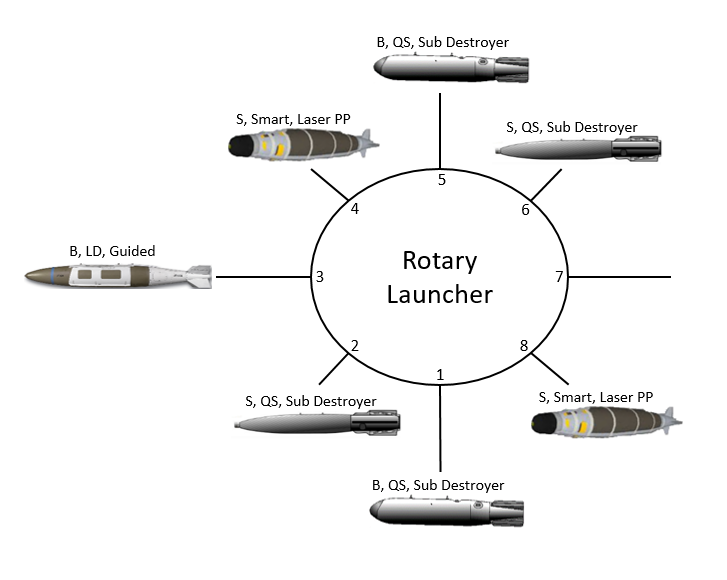 B, QS, Sub Destroyer
S, Smart, Laser PP
S, QS, Sub Destroyer
5
4
6
B, LD, Guided
3
Rotary
Launcher
7
2
8
1
S, QS, Sub Destroyer
S, Smart, Laser PP
B, QS, Sub Destroyer